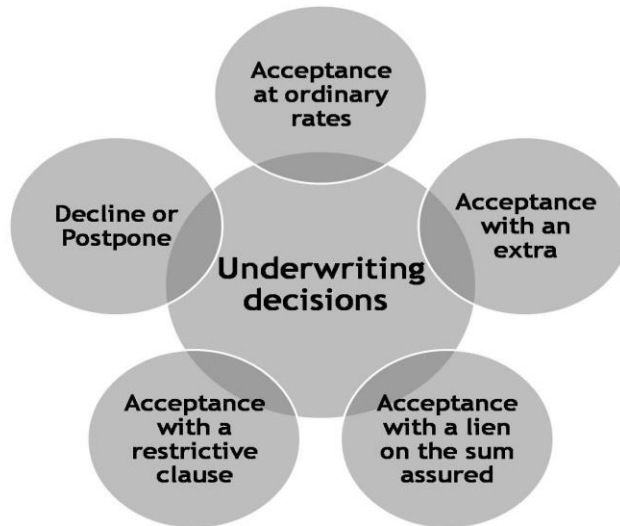 Acceptance
at ordinary
rates
Decline or
Postpone
Acceptance
with an
extra
Underwriting
decisions
Acceptance
with a
restrictive
clause
Acceptance
with a lien
on the sum
assured